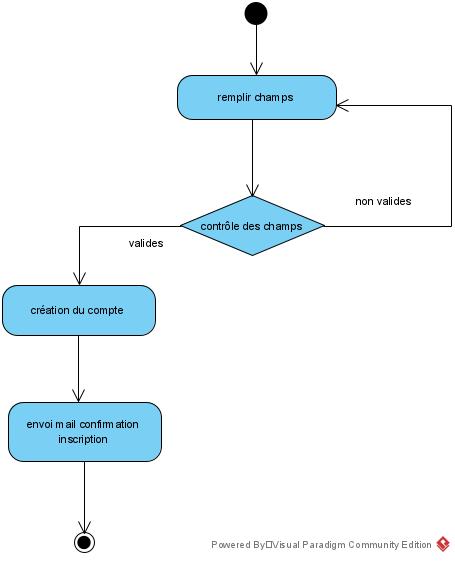 remplir champs
non valides
contrôle des champs
valides
création du compte
envoi mail confirmation
inscription
Powered By Visual Paradigm Community Edition